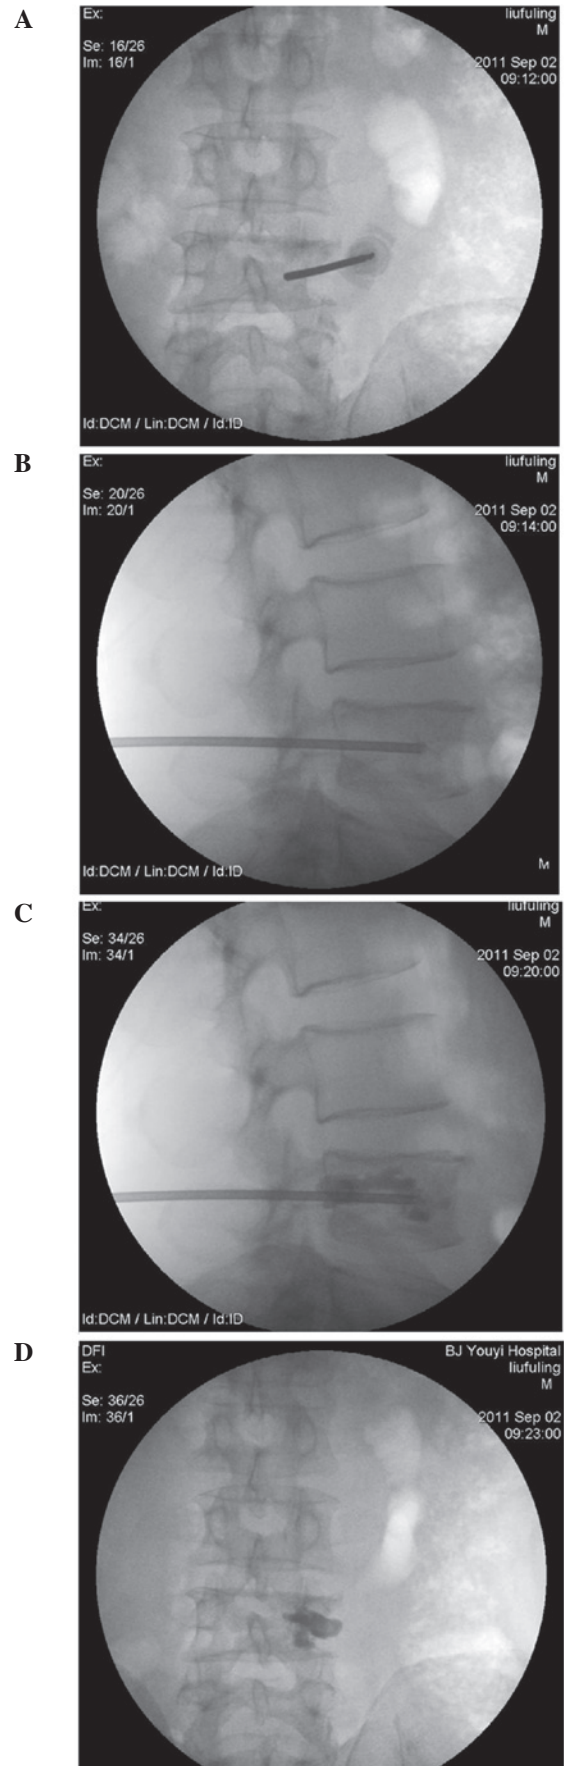 A
Ex:
liufuling
M
Se: 16/26
Im: 16/1
2011 Sep 02
09:12:00
Id:DCM / Lin:DCM / Id:ID
B
Ex:
liufuling
M
Se: 20/26
Im: 20/1
2011 Sep 02
09:14:00
Id:DCM / Lin:DCM / Id:ID
M
C
Ex:
liufuling
M
Se: 34/26
Im: 34/1
2011 Sep 02
09:20:00
Id:DCM / Lin:DCM / Id:ID
D
DFI
BJ Youyi Hospital
Ex:
liufuling
M
Se: 36/26
Im: 36/1
2011 Sep 02
09:23:00